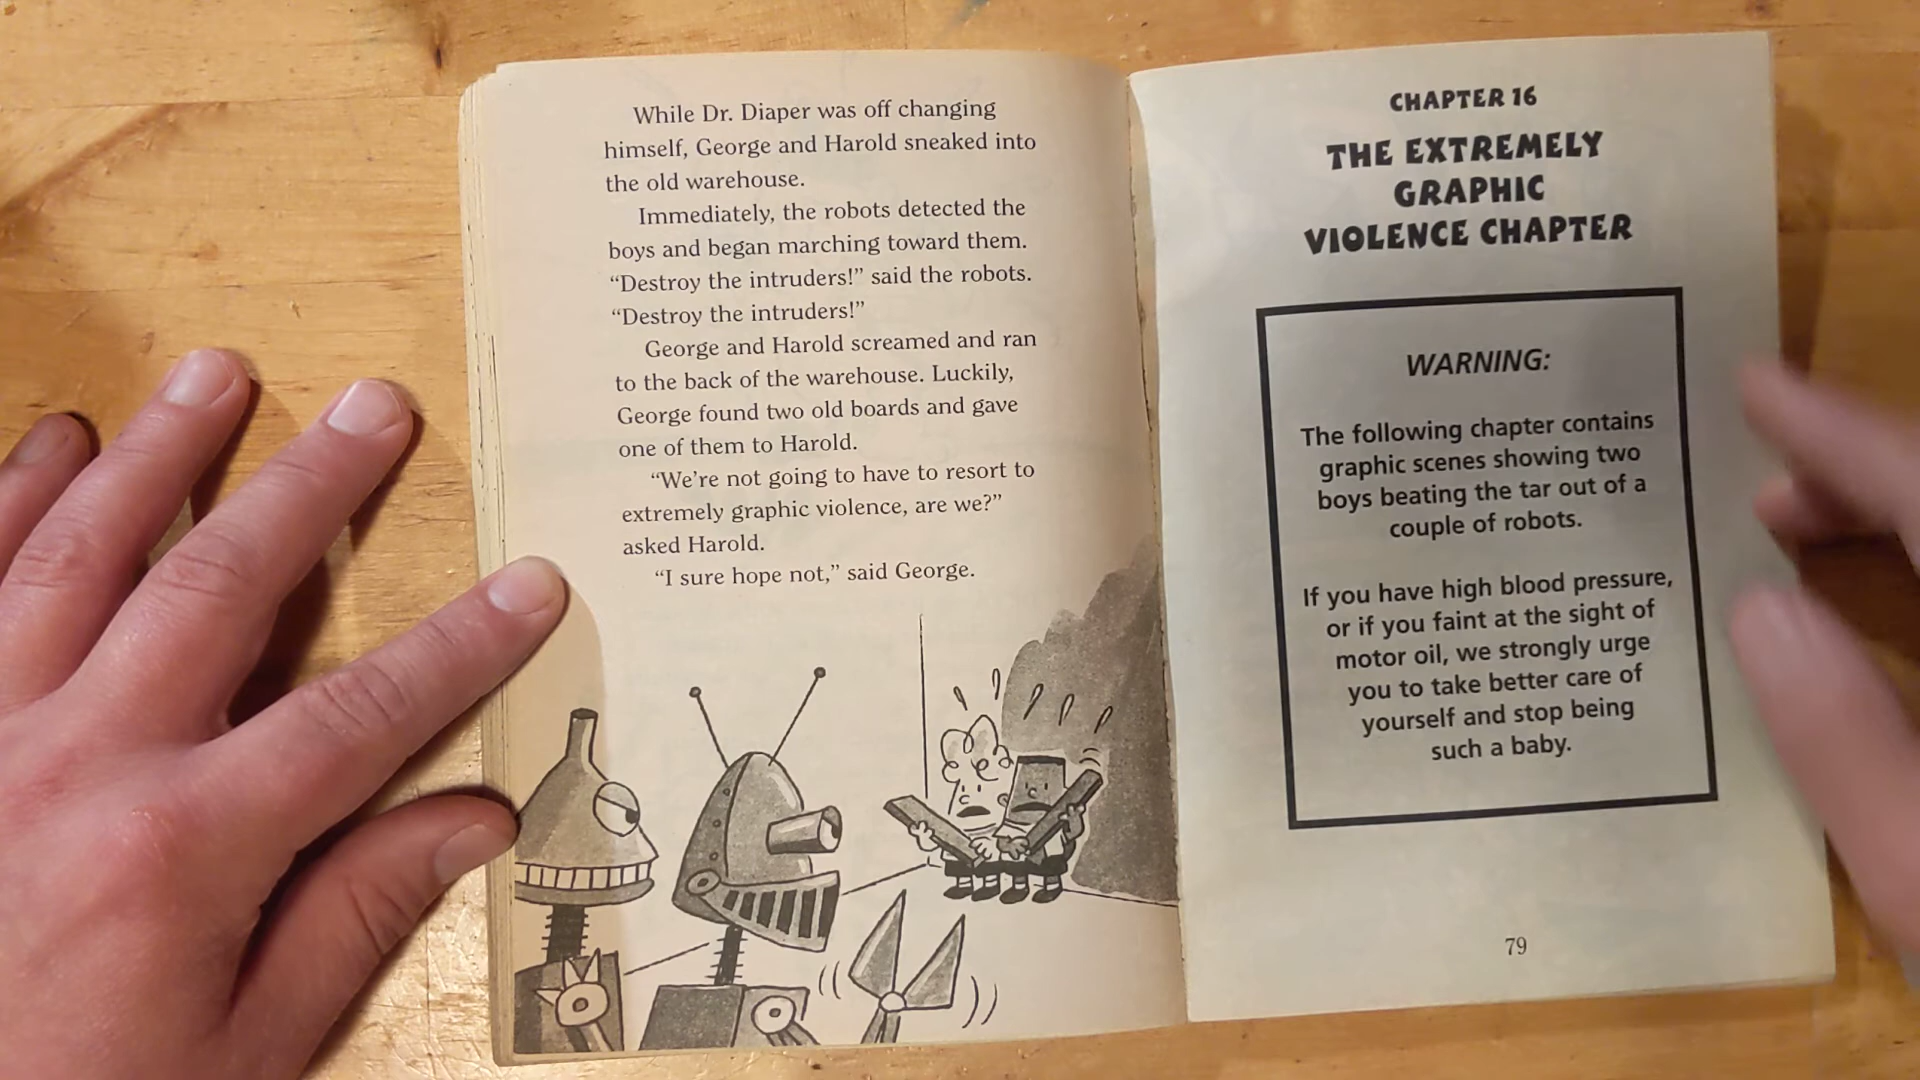 While Dr. Diaper was off changing
himself, George and Harold sneaked into
the old warehouse.
Immediately, the robots detected the
boys and began marching toward them.
“Destroy the intruders!” said the robots.
“Destroy the intruders!”
George and Harold screamed and ran
to the back of the warehouse. Luckily,
George found two old boards and gave
one of them to Harold.
“We’re not going to have to resort to
extremely graphic violence, are we?”
asked Harold.
“I sure hope not,” said George.
CHAPTER 16
THE EXTREMELY
GRAPHIC
VIOLENCE CHAPTER
WARNING:
The following chapter contains
graphic scenes showing two
boys beating the tar out of a
couple of robots.
If you have high blood pressure,
or if you faint at the sight of
motor oil, we strongly urge
you to take better care of
yourself and stop being
such a baby.
79